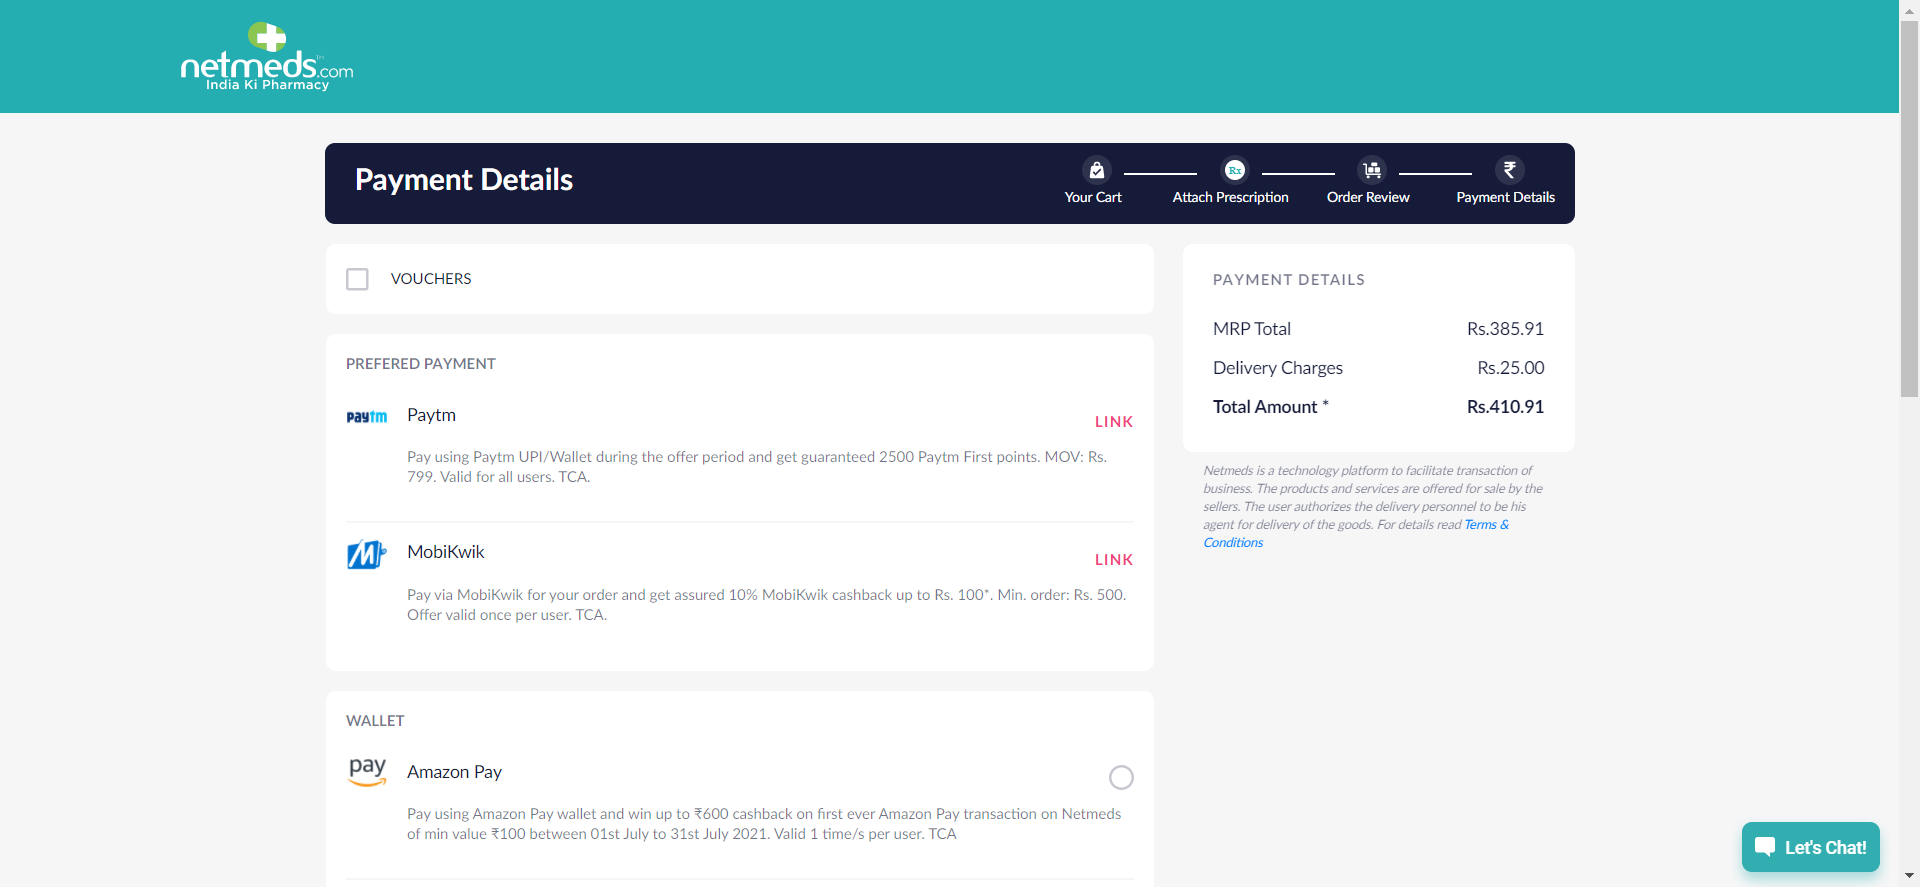 netmeds.com
India Ki Pharmacy
Payment Details
Your Cart
Rx
Attach Prescription
Order Review
₹
Payment Details
VOUCHERS
PREFERED PAYMENT
paytm
Paytm
LINK
Pay using Paytm UPI/Wallet during the offer period and get guaranteed 2500 Paytm First points. MOV: Rs.
799. Valid for all users. TCA.
MobiKwik
LINK
Pay via MobiKwik for your order and get assured 10% MobiKwik cashback up to Rs. 100*. Min. order: Rs. 500.
Offer valid once per user. TCA.
WALLET
pay
Amazon Pay
Pay using Amazon Pay wallet and win up to ₹600 cashback on first ever Amazon Pay transaction on Netmeds
of min value ₹100 between 01st July to 31st July 2021. Valid 1 time/s per user. TCA
PAYMENT DETAILS
MRP Total Rs.385.91
Delivery Charges Rs.25.00
Total Amount * Rs.410.91
Netmeds is a technology platform to facilitate transaction of
business. The products and services are offered for sale by the
sellers. The user authorizes the delivery personnel to be his
agent for delivery of the goods. For details read Terms &
Conditions
Let's Chat!